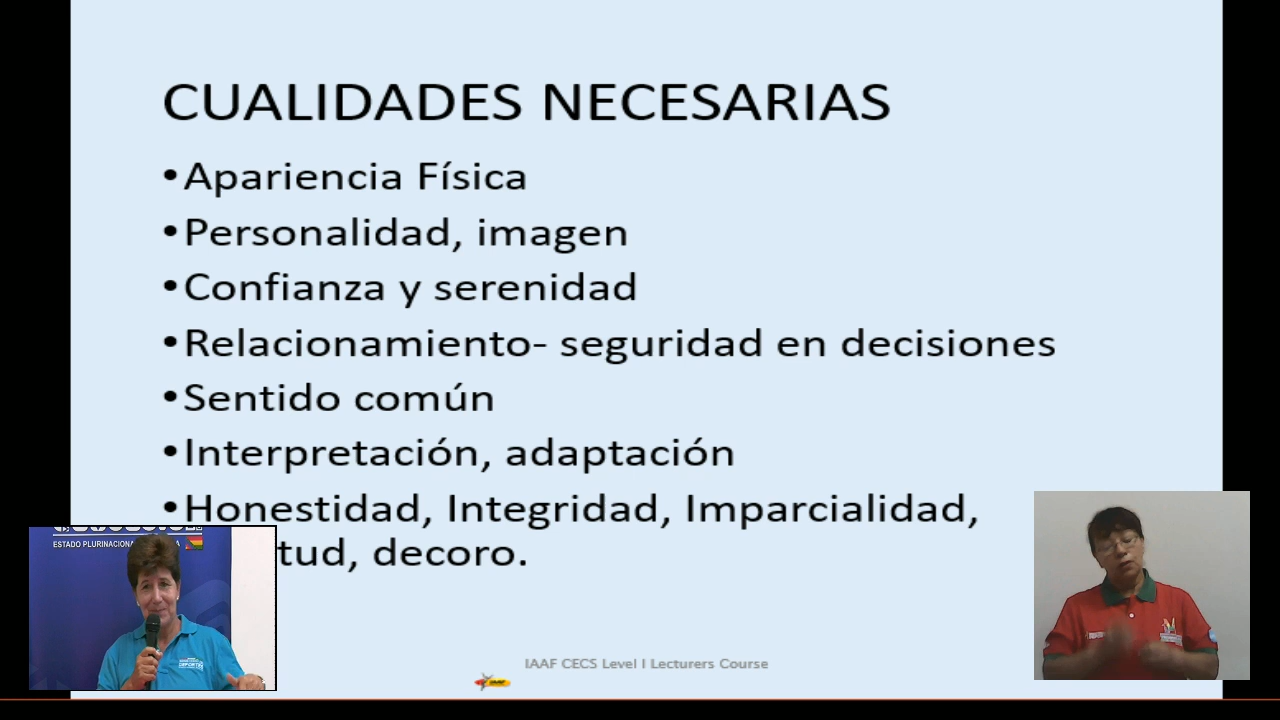 CUALIDADES NECESARIAS
•Apariencia Física
•Personalidad, imagen
•Confianza y serenidad
•Relacionamiento- seguridad en decisiones
•Sentido común
•Interpretación, adaptación
•Honestidad, Integridad, Imparcialidad,
tud, decoro.
ESTADO PLURINACIONA
IAAF CECS Level I Lecturers Course